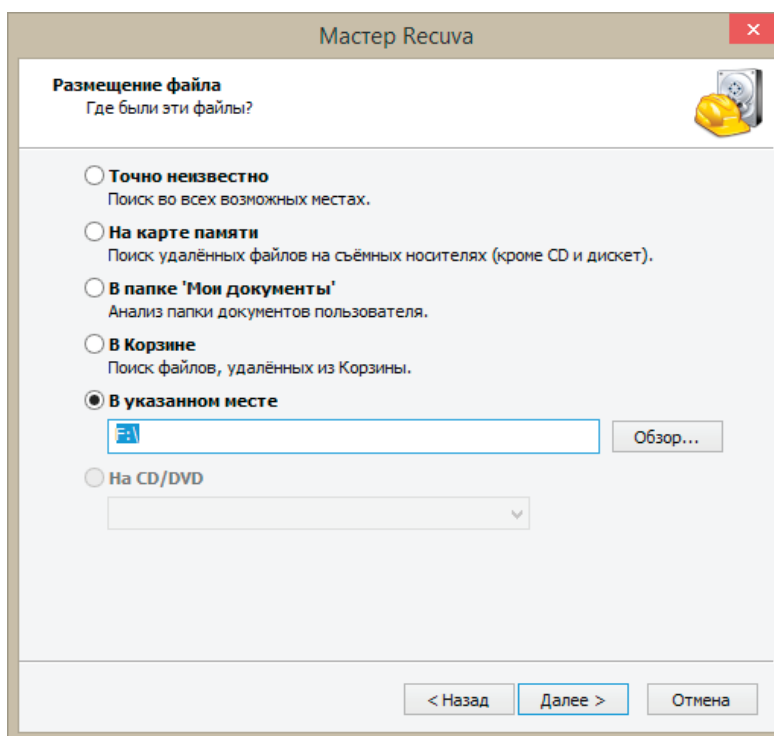 Мастер Recuva
Размещение файла
Где были эти файлы?
Точно неизвестно
Поиск во всех возможных местах.
На карте памяти
Поиск удалённых файлов на съёмных носителях (кроме CD и дискет).
В папке 'Мои документы'
Анализ папки документов пользователя.
В Корзине
Поиск файлов, удалённых из Корзины.
В указанном месте
F:\
Обзор...
На CD/DVD
< Назад
Далее >
Отмена